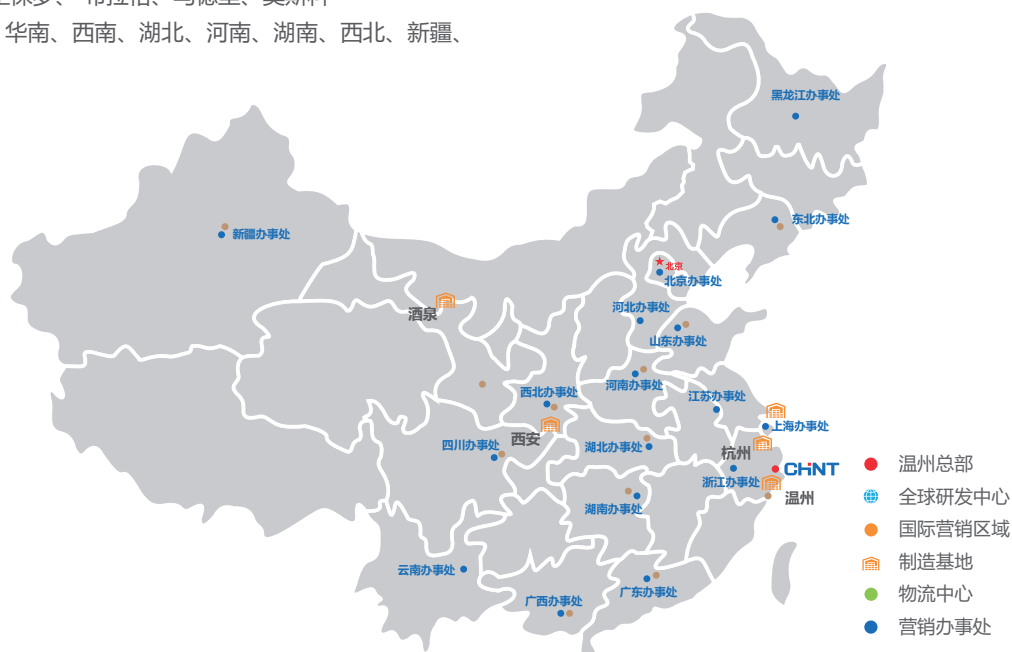 华南、西南、湖北、河南、湖南、西北、新疆、
黑龙江办事处
东北办事处
新疆办事处
北京
北京办事处
酒泉
河北办事处
山东办事处
河南办事处
西北办事处
江苏办事处
上海办事处
西安
四川办事处
湖北办事处
杭州
CHNT
浙江办事处
温州
湖南办事处
云南办事处
广东办事处
广西办事处
温州总部
全球研发中心
国际营销区域
制造基地
物流中心
营销办事处